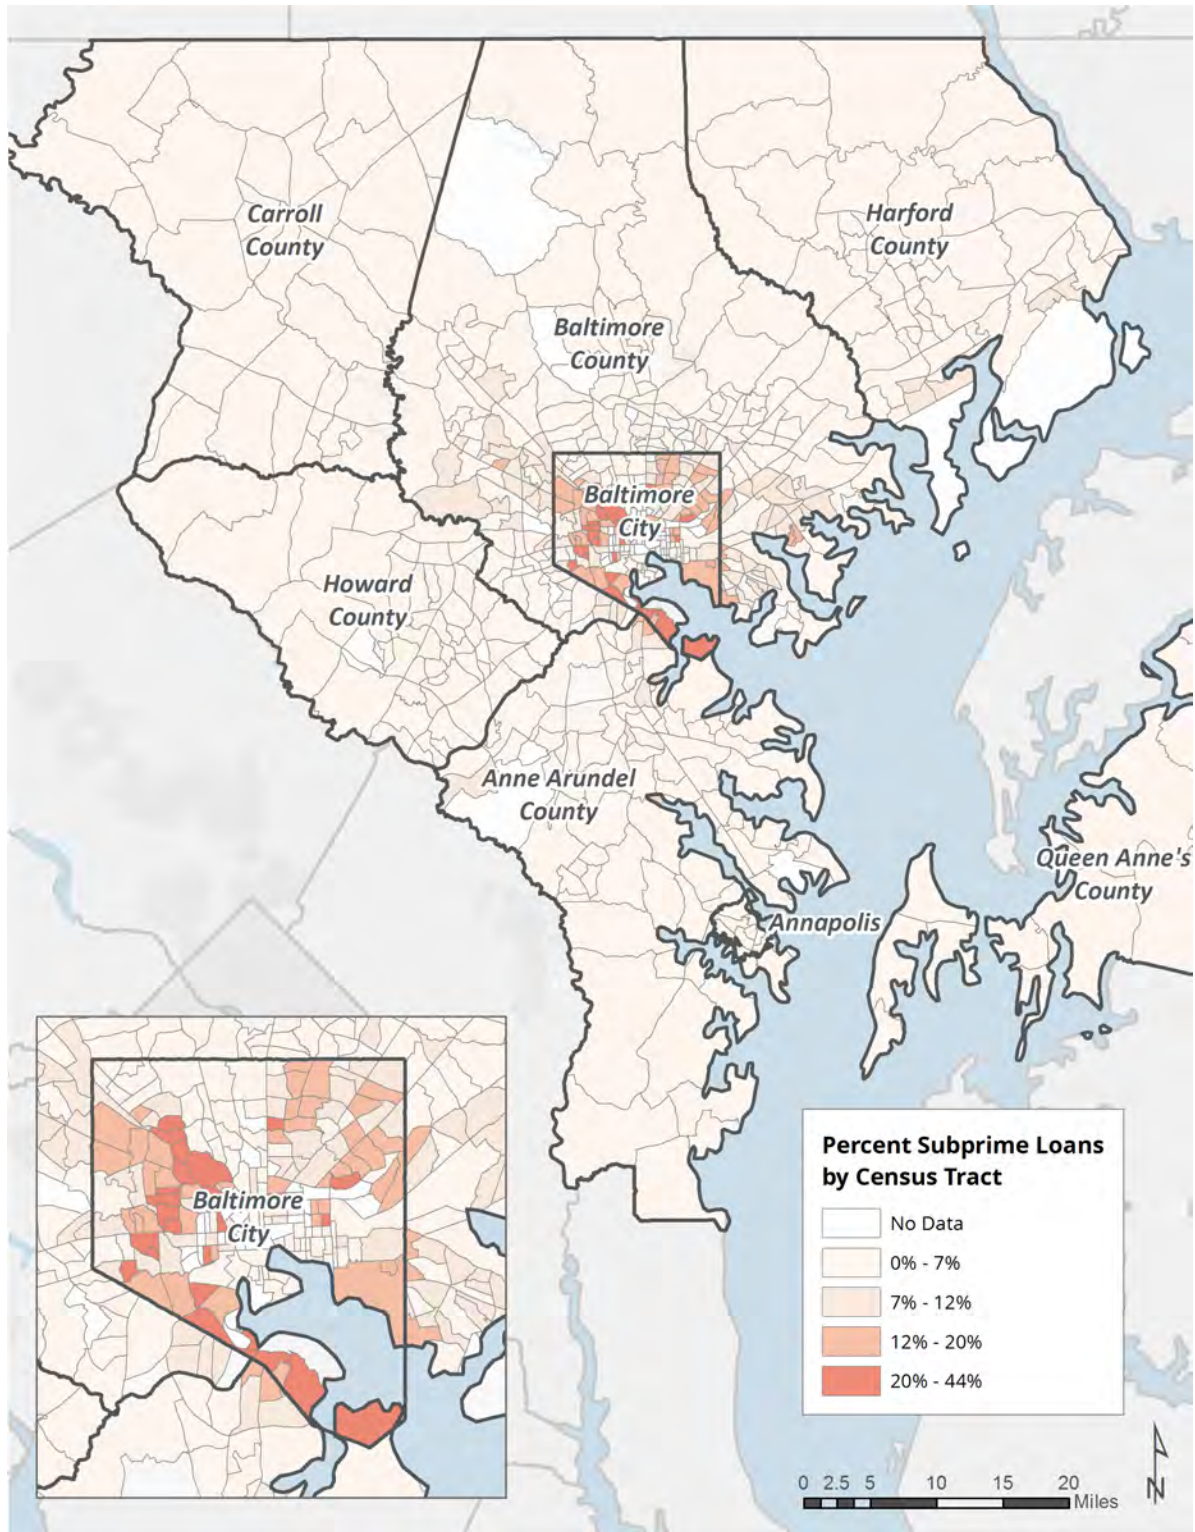 Carroll
County
Harford
County
Baltimore
County
Baltimore
City
Howard
County
Anne Arundel
County
Queen Anne's
County
Annapolis
Baltimore
City
Percent Subprime Loans
by Census Tract
No Data
0% - 7%
7% - 12%
12% - 20%
20% - 44%
N
0 2.5 5 10 15 20
Miles